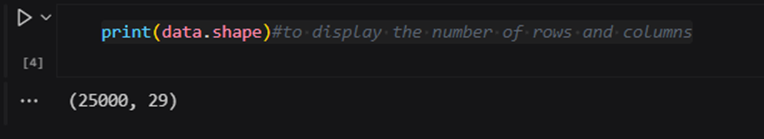 print(data.shape)#to display the number of rows and columns
[4]
... (25000, 29)